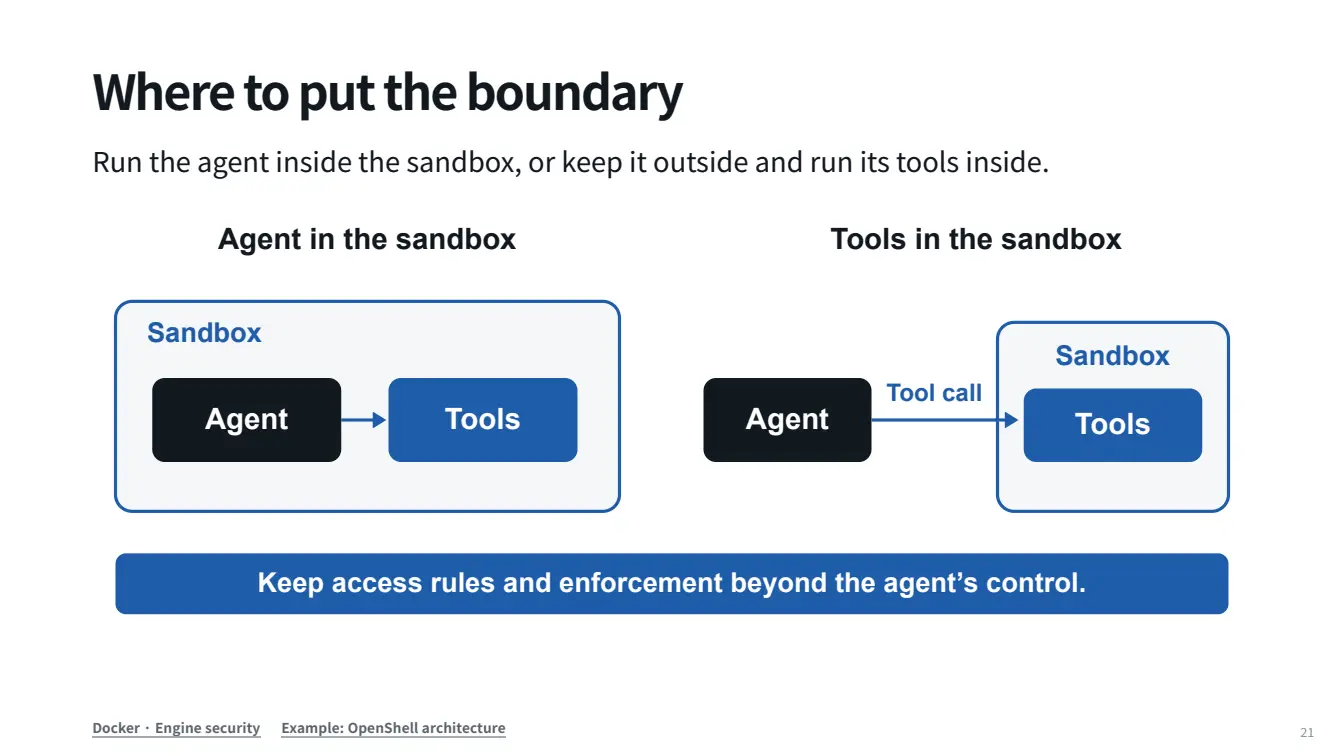 Where to put the boundary
Run the agent inside the sandbox, or keep it outside and run its tools inside.
Agent in the sandbox
Sandbox
Agent
Tools
Tools in the sandbox
Agent
Tool call
Sandbox
Tools
Keep access rules and enforcement beyond the agent’s control.
Docker · Engine security
Example: OpenShell architecture
21